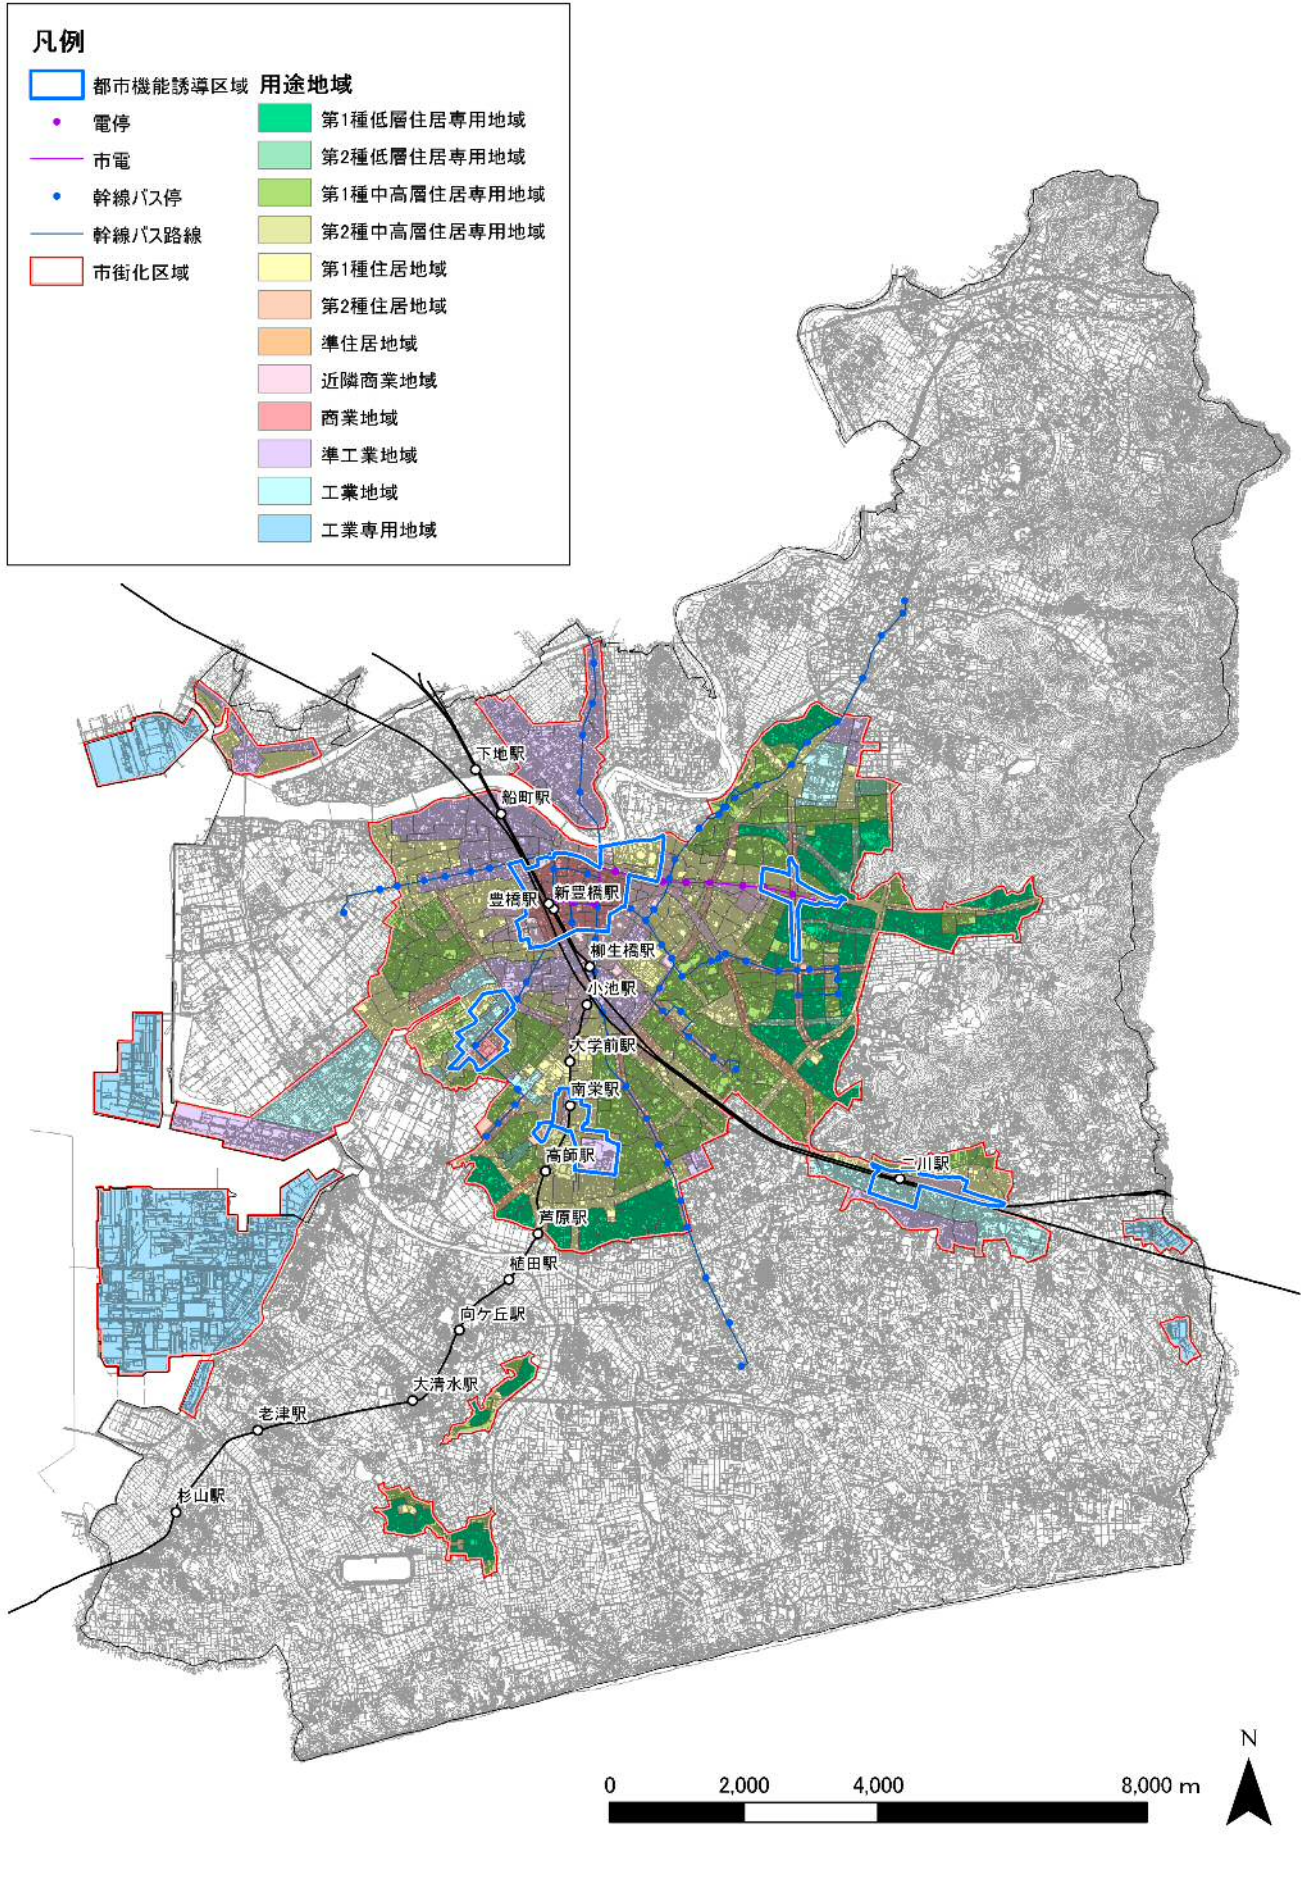 凡例
都市機能誘導区域
電停
市電
幹線バス停
幹線バス路線
市街化区域
用途地域
第1種低層住居専用地域
第2種低層住居専用地域
第1種中高層住居専用地域
第2種中高層住居専用地域
第1種住居地域
第2種住居地域
準住居地域
近隣商業地域
商業地域
準工業地域
工業地域
工業専用地域
下地駅
船町駅
豊橋駅
新豊橋駅
柳生橋駅
小池駅
大学前駅
南栄駅
高師駅
二川駅
芦原駅
植田駅
向ケ丘駅
大清水駅
老津駅
杉山駅
N
0 2,000 4,000 8,000 m